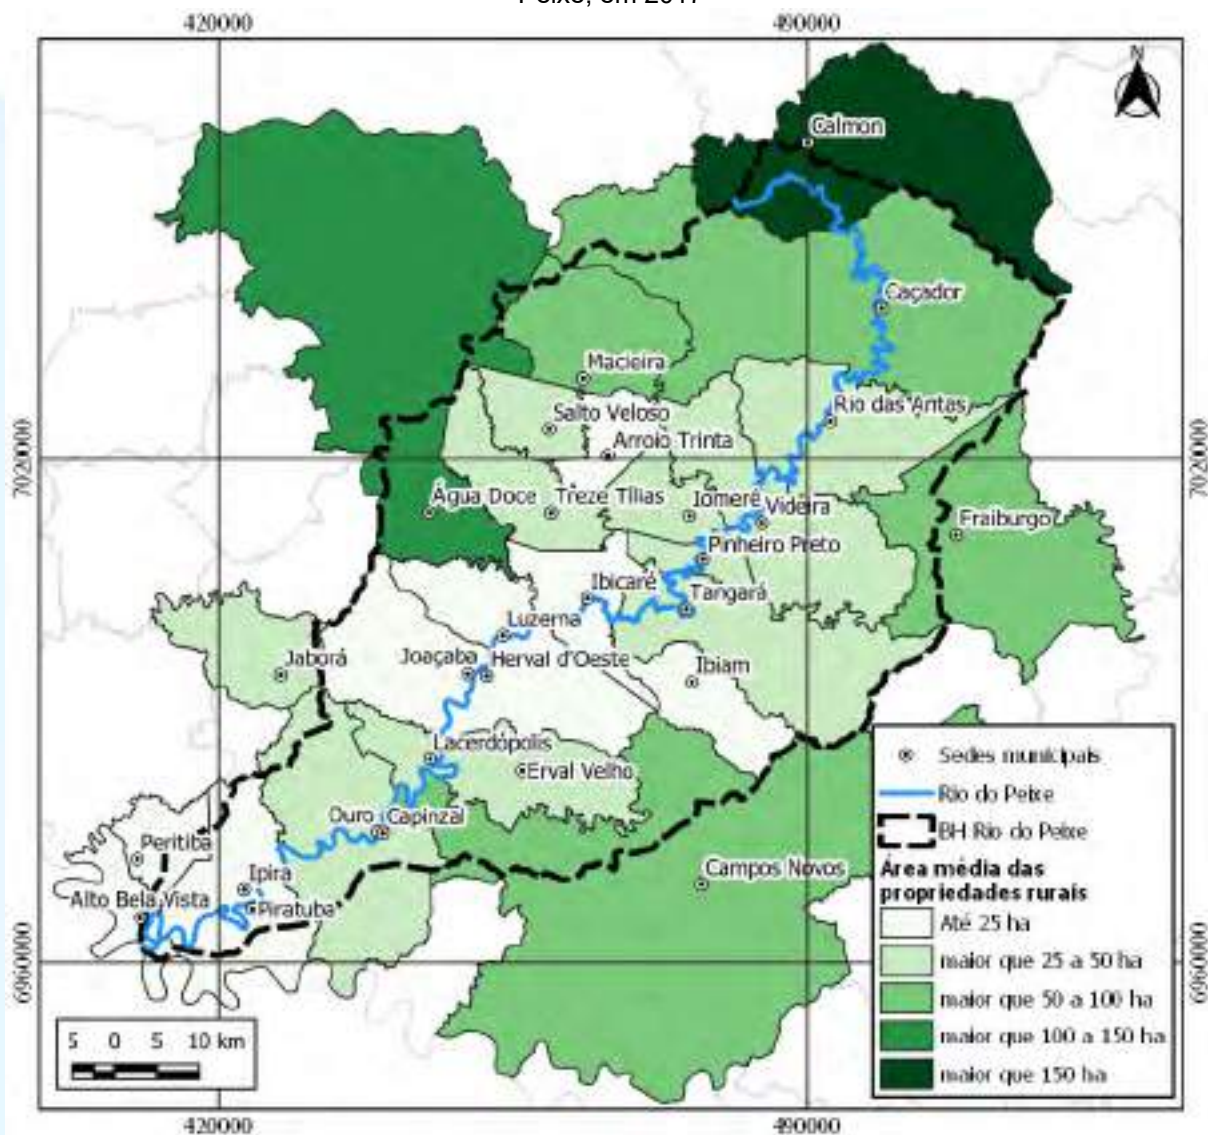 Peixe, em 2017
420000
490000
N
Calmon
Caçador
Macieira
Rio das Antas
Salto Veloso
Arroio Trinta
7020000
7020000
Água Doce
Treze Tílias
Iomerê
Videira
Fraiburgo
Pinheiro Preto
Ibicaré
Tangará
Luzerna
Jaborá
Joaçaba
Herval d'Oeste
Ibiam
Lacerdópolis
Erval Velho
Ouro
Capinzal
Peritiba
Ipira
Campos Novos
Alto Bela Vista
Piratuba
6960000
6960000
Sedes municipais
Rio do Peixe
BH Rio do Peixe
Área média das
propriedades rurais
Até 25 ha
maior que 25 a 50 ha
maior que 50 a 100 ha
maior que 100 a 150 ha
maior que 150 ha
5 0 5 10 km
420000
490000